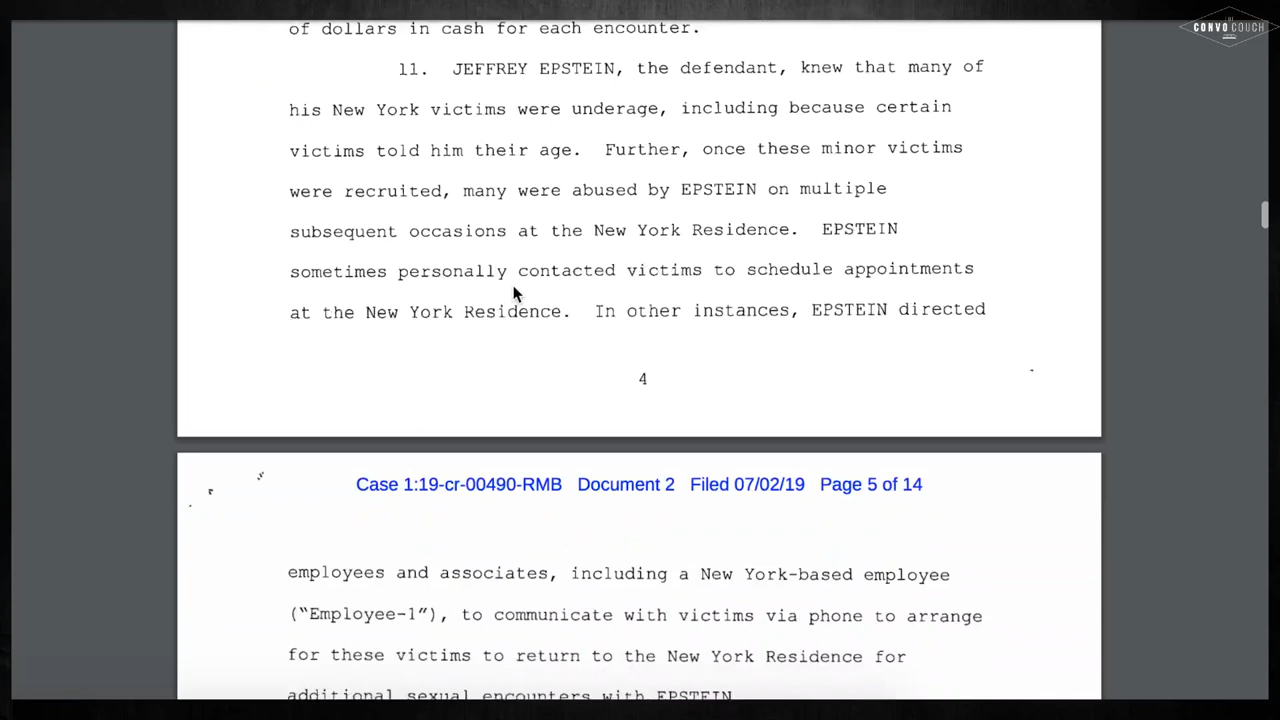 THE
CONVO COUCH
of dollars in cash for each encounter.
11. JEFFREY EPSTEIN, the defendant, knew that many of
his New York victims were underage, including because certain
victims told him their age. Further, once these minor victims
were recruited, many were abused by EPSTEIN on multiple
subsequent occasions at the New York Residence. EPSTEIN
sometimes personally contacted victims to schedule appointments
at the New York Residence. In other instances, EPSTEIN directed
4
Case 1:19-cr-00490-RMB Document 2 Filed 07/02/19 Page 5 of 14
employees and associates, including a New York-based employee
("Employee-1"), to communicate with victims via phone to arrange
for these victims to return to the New York Residence for
additional sexual encounters with EPSTEIN